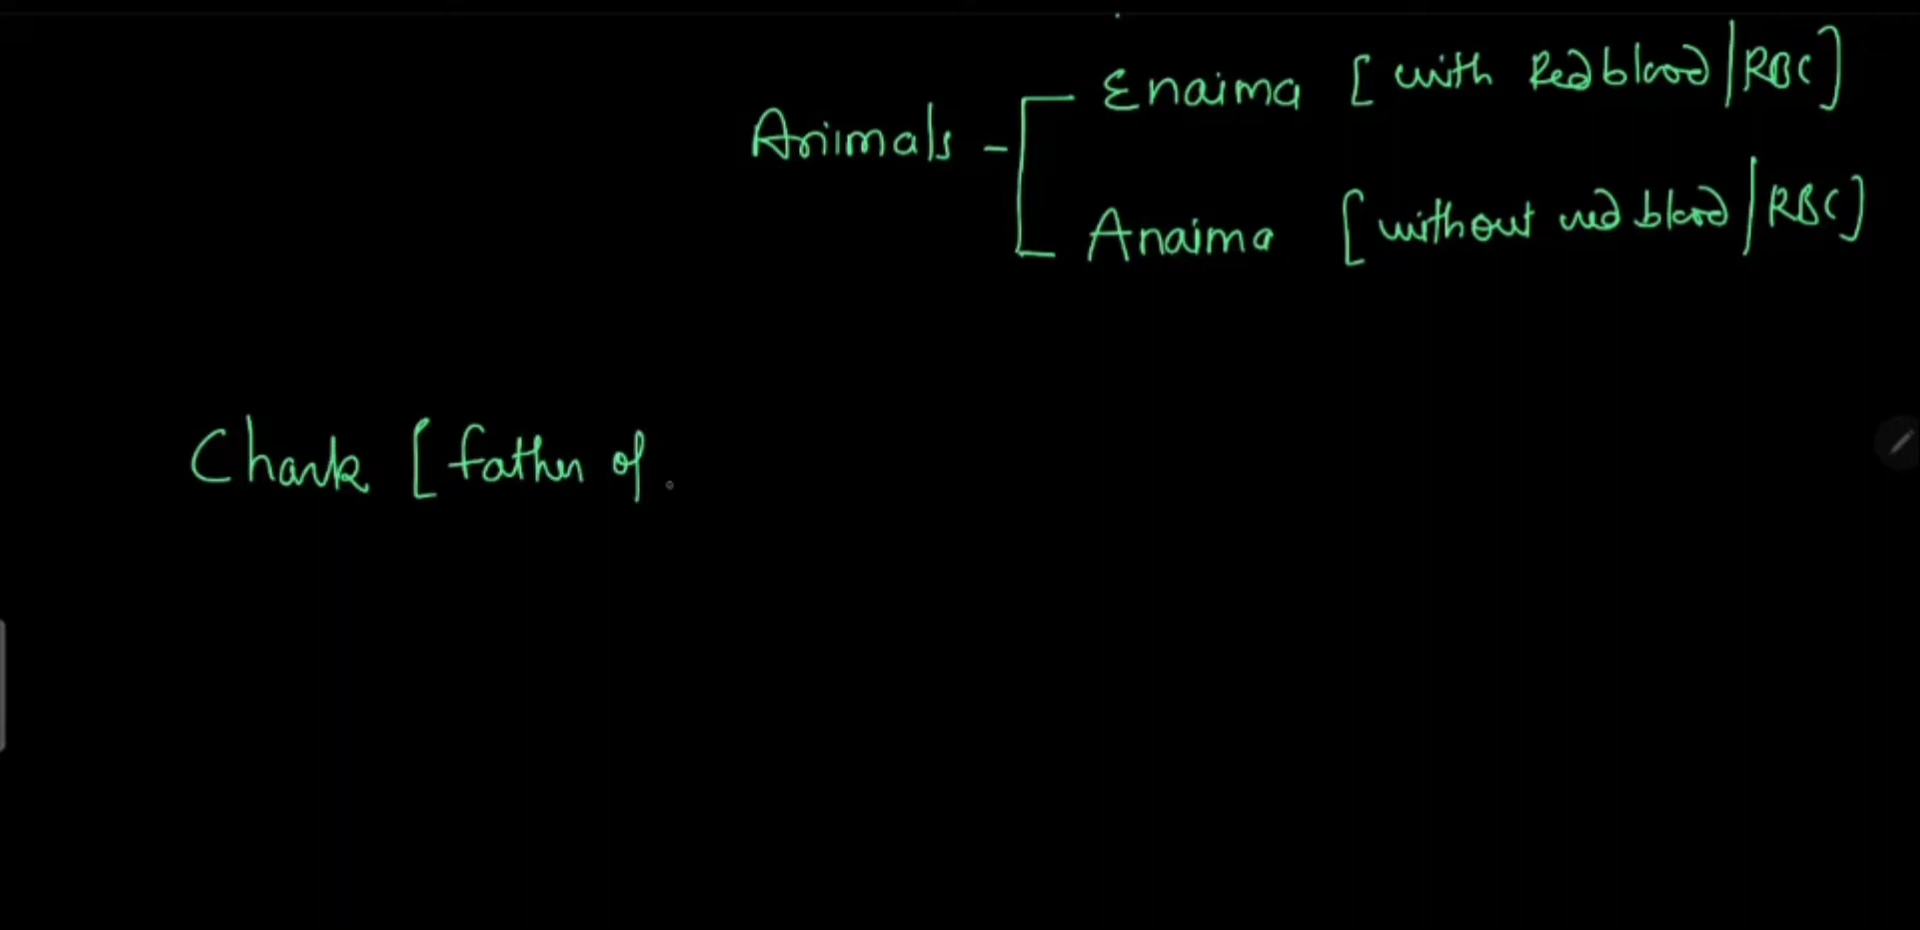 Enaima [with Red blood/RBC]
Animals -
Anaima [without red blood/RBC]
Chark [father of